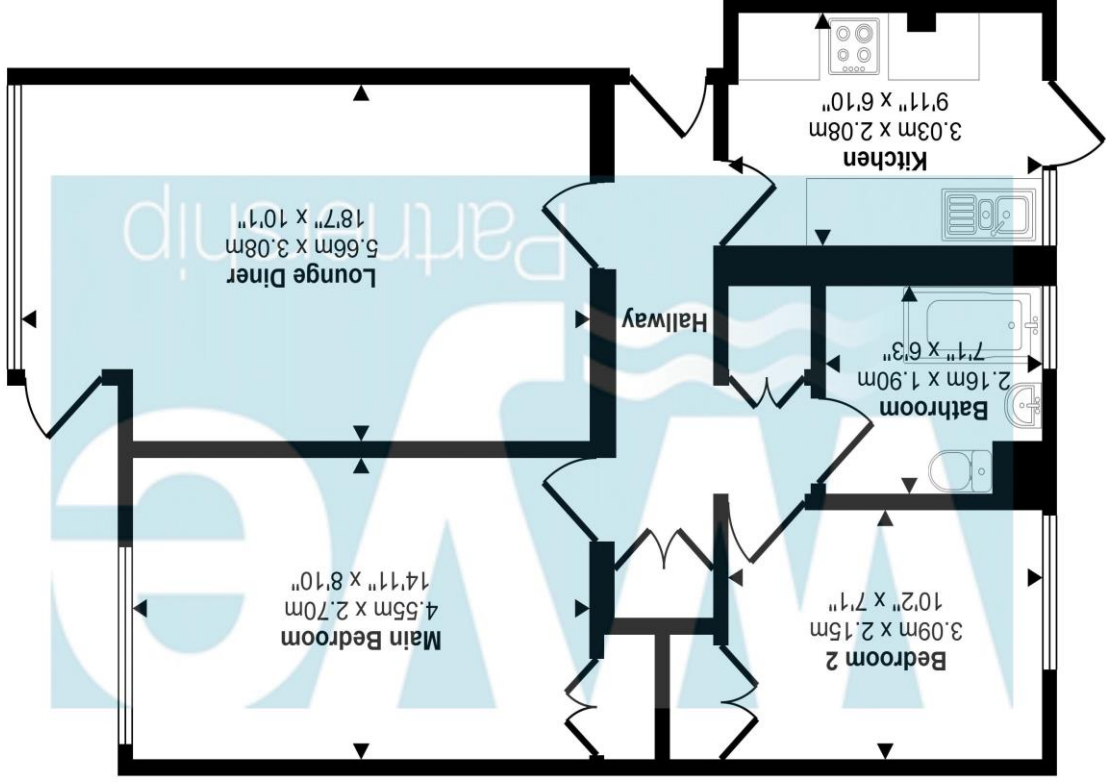 Bedroom 2
3.09m x 2.15m
10'2" x 7'1"
Main Bedroom
4.55m x 2.70m
14'11" x 8'10"
Bathroom
2.16m x 1.90m
7'1" x 6'3"
Hallway
Lounge Diner
5.66m x 3.08m
18'7" x 10'1"
Kitchen
3.03m x 2.08m
9'11" x 6'10"
wye
Partnership